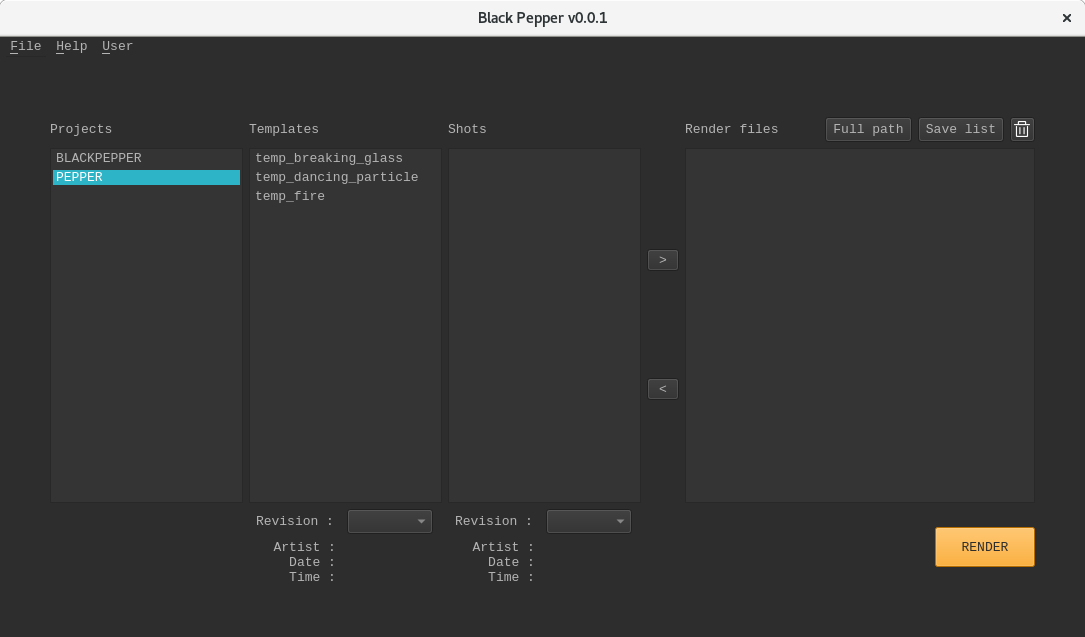 Black Pepper v0.0.1
File Help User
Projects
Templates
Shots
Render files
Full path
Save list
BLACKPEPPER
PEPPER
temp_breaking_glass
temp_dancing_particle
temp_fire
>
<
Revision :
Artist :
Date :
Time :
Revision :
Artist :
Date :
Time :
RENDER